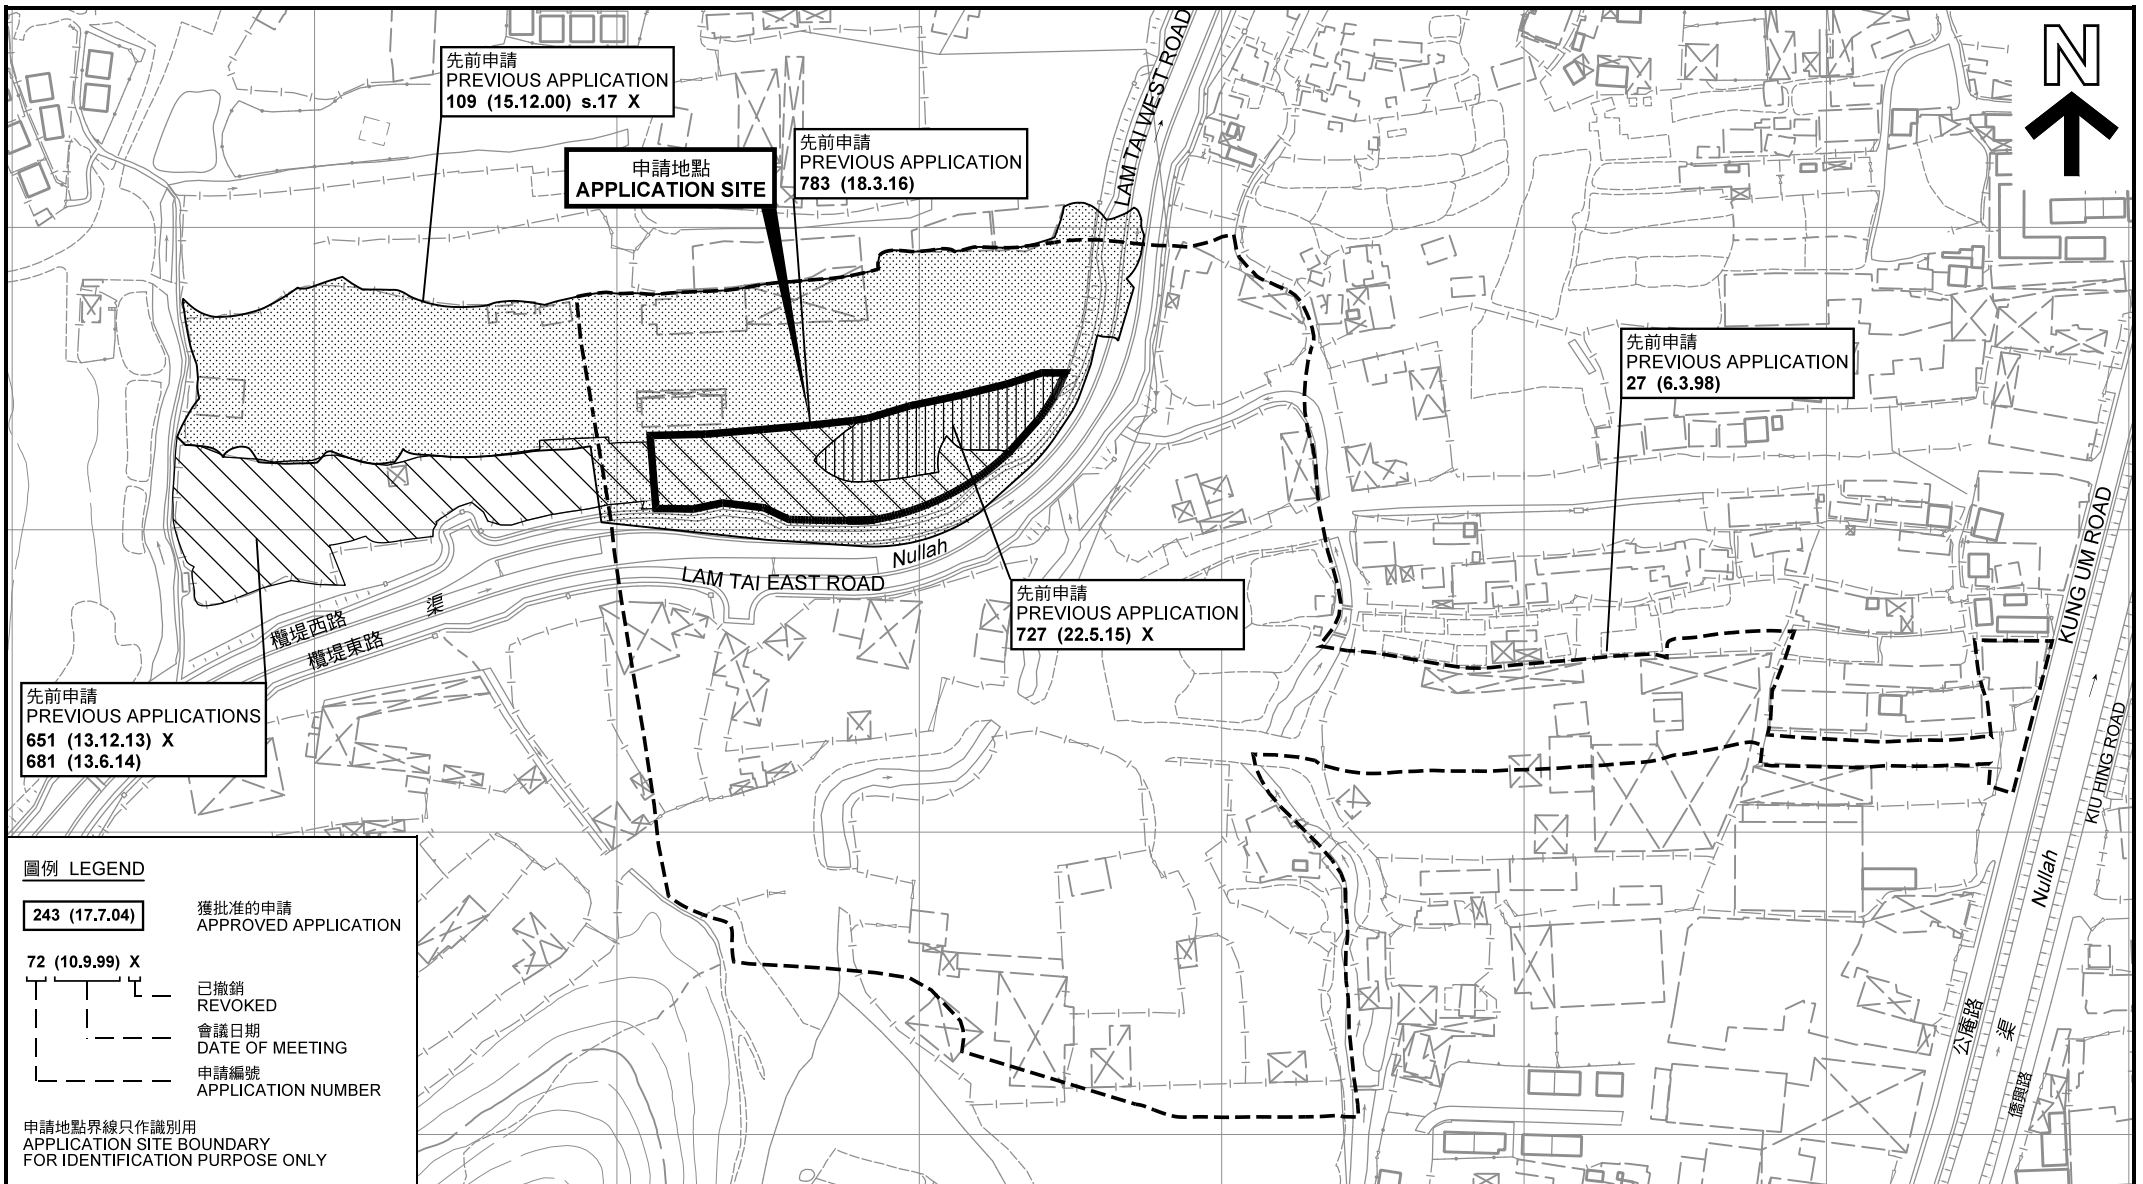 先前申請
PREVIOUS APPLICATION
109 (15.12.00) s.17 X
申請地點
APPLICATION SITE
先前申請
PREVIOUS APPLICATION
783 (18.3.16)
LAM TAI WEST ROAD
N
先前申請
PREVIOUS APPLICATION
27 (6.3.98)
KUNG UM ROAD
Nullah
LAM TAI EAST ROAD
渠
欖堤西路
欖堤東路
先前申請
PREVIOUS APPLICATION
727 (22.5.15) X
先前申請
PREVIOUS APPLICATIONS
651 (13.12.13) X
681 (13.6.14)
KIU HING ROAD
Nullah
公庵路
渠
僑興路
圖例 LEGEND
243 (17.7.04)
獲批准的申請
APPROVED APPLICATION
72 (10.9.99) X
已撤銷
REVOKED
會議日期
DATE OF MEETING
申請編號
APPLICATION NUMBER
申請地點界線只作識別用
APPLICATION SITE BOUNDARY
FOR IDENTIFICATION PURPOSE ONLY